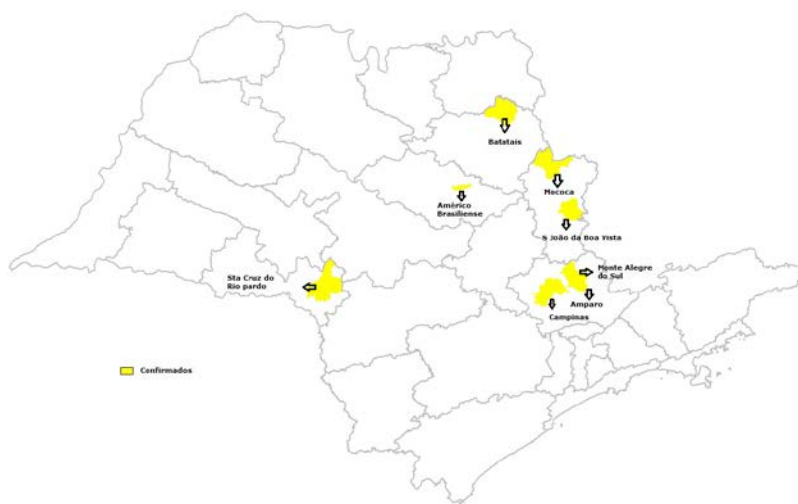 Batatais
Mococa
Américo
Brasiliense
S João da Boa Vista
Sta Cruz do
Rio pardo
Monte Alegre
do Sul
Amparo
Campinas
Confirmados